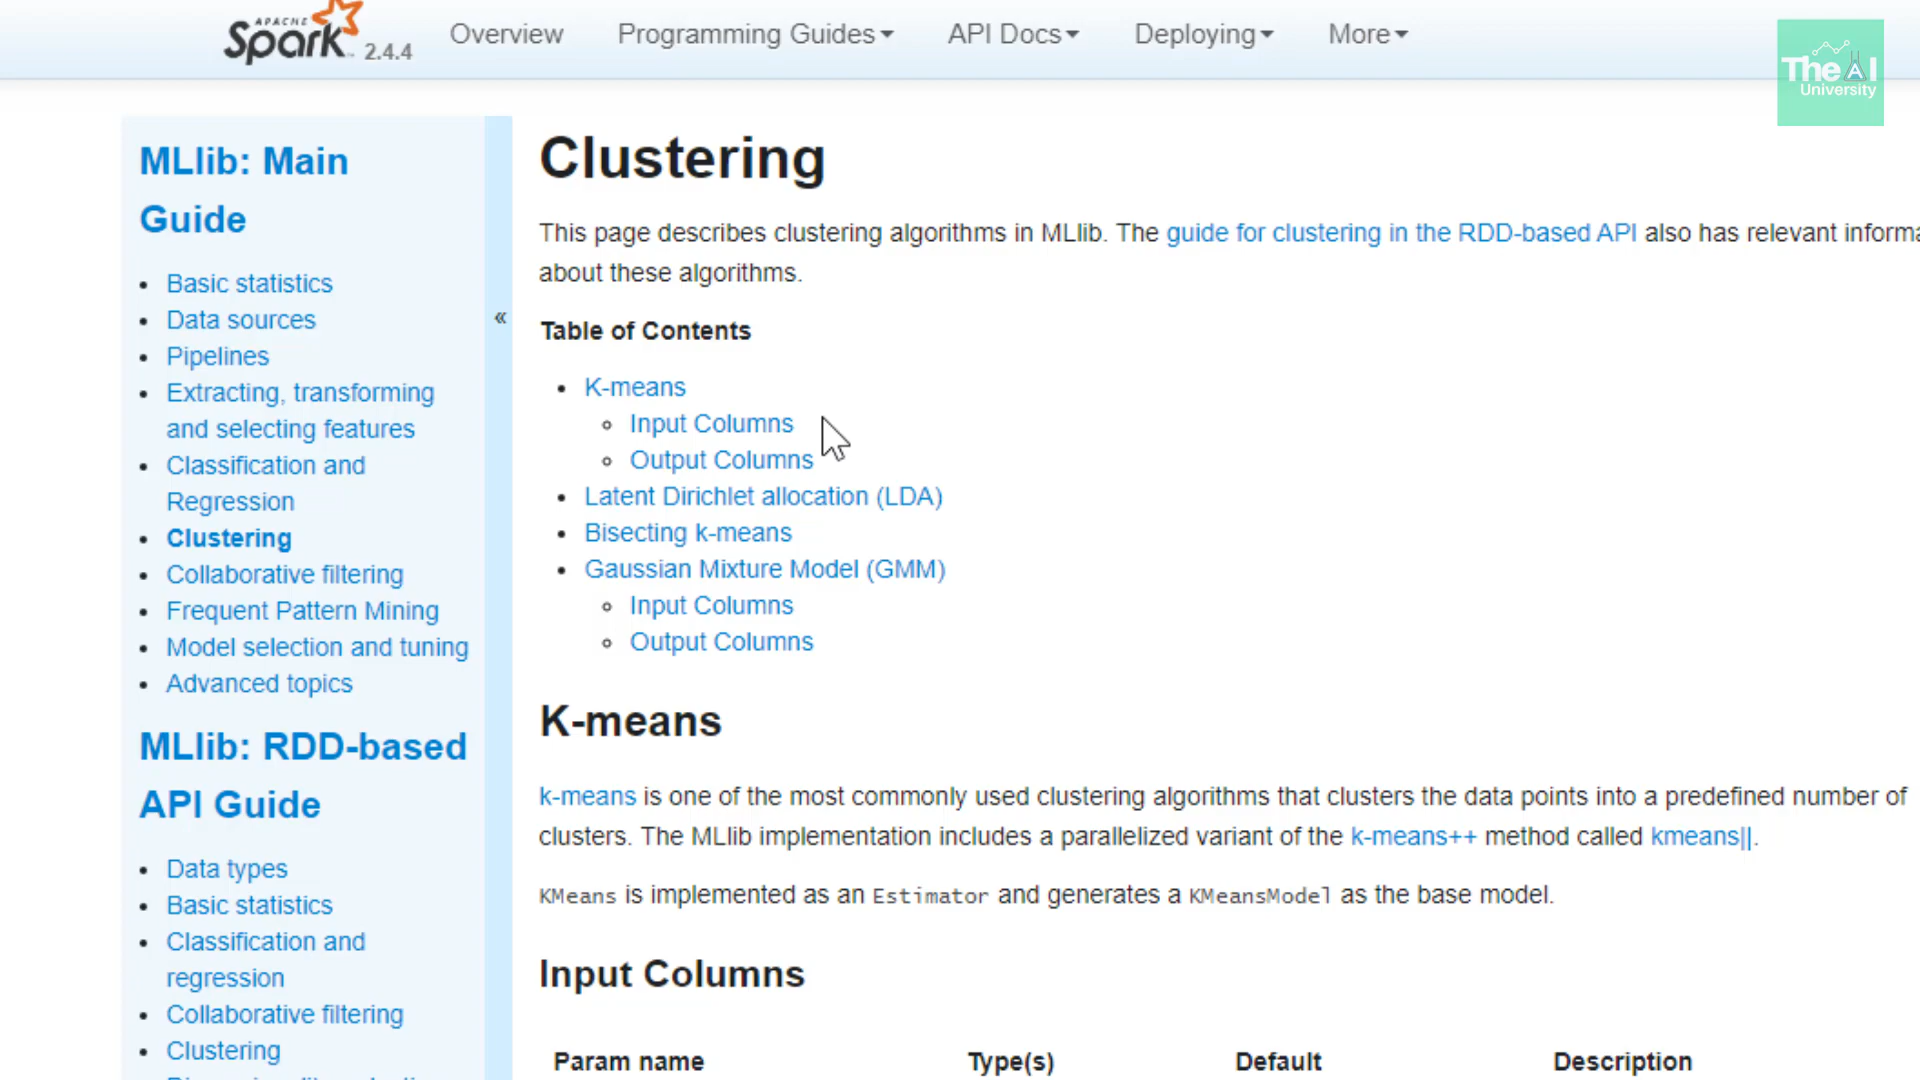 APACHE
Spark 2.4.4
Overview
Programming Guides
API Docs
Deploying
More
The AI
University
MLlib: Main
Guide
Basic statistics
Data sources
Pipelines
Extracting, transforming
and selecting features
Classification and
Regression
Clustering
Collaborative filtering
Frequent Pattern Mining
Model selection and tuning
Advanced topics
MLlib: RDD-based
API Guide
Data types
Basic statistics
Classification and
regression
Collaborative filtering
Clustering
«
Clustering
This page describes clustering algorithms in MLlib. The guide for clustering in the RDD-based API also has relevant
about these algorithms.
Table of Contents
K-means
Input Columns
Output Columns
Latent Dirichlet allocation (LDA)
Bisecting k-means
Gaussian Mixture Model (GMM)
Input Columns
Output Columns
K-means
k-means is one of the most commonly used clustering algorithms that clusters the data points into a predefined number of
clusters. The MLlib implementation includes a parallelized variant of the k-means++ method called kmeans||.
KMeans is implemented as an Estimator and generates a KMeansModel as the base model.
Input Columns
Param name Type(s) Default Description